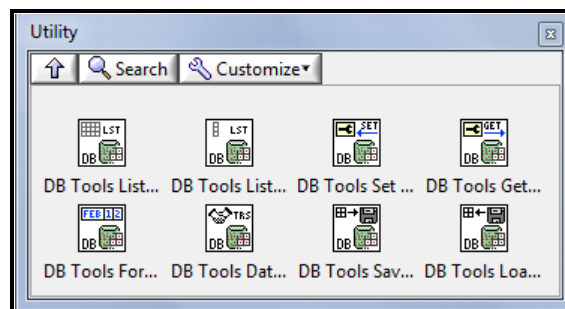 Utility
Search Customize
LST LST SET GET
DB DB DB DB
DB Tools List... DB Tools List... DB Tools Set ... DB Tools Get...
FEB 1 2 TRS
DB DB DB DB
DB Tools For... DB Tools Dat... DB Tools Sav... DB Tools Loa...